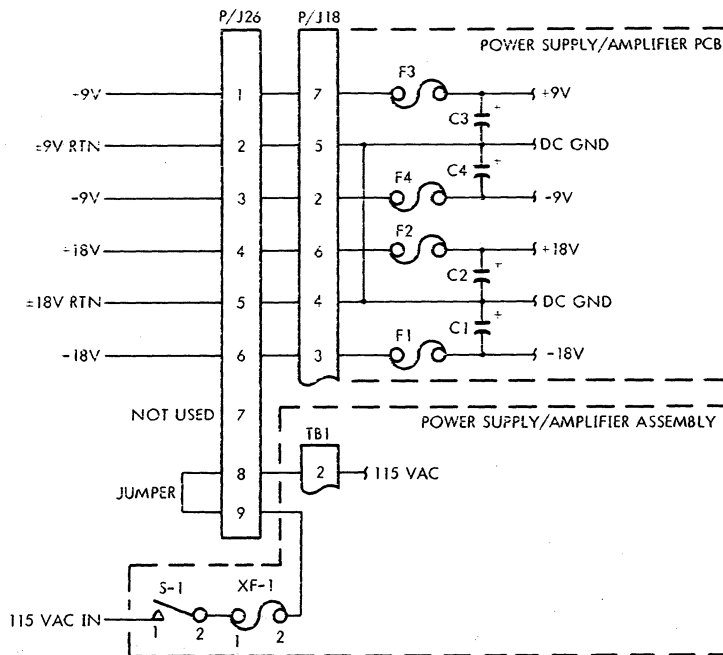 P/J26 P/J18
POWER SUPPLY/AMPLIFIER PCB
F3
-9V 1 7 +9V
C3 +
±9V RTN 2 5 DC GND
F4 C4 +
-9V 3 2 -9V
F2
+18V 4 6 +18V
C2 +
±18V RTN 5 4 DC GND
F1 C1 +
-18V 6 3 -18V
NOT USED 7
POWER SUPPLY/AMPLIFIER ASSEMBLY
TB1
8 2 115 VAC
JUMPER
9
S-1 XF-1
115 VAC IN
1 2 1 2